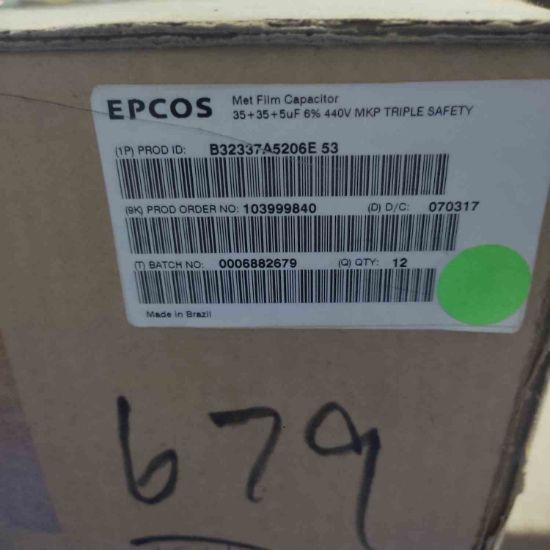 EPCOS
Met Film Capacitor
35+35+5uF 6% 440V MKP TRIPLE SAFETY
(1P) PROD ID: B32337A5206E 53
(9K) PROD ORDER NO: 103999840 (D) D/C: 070317
(T) BATCH NO: 0006882679 (Q) QTY: 12
Made in Brazil
679